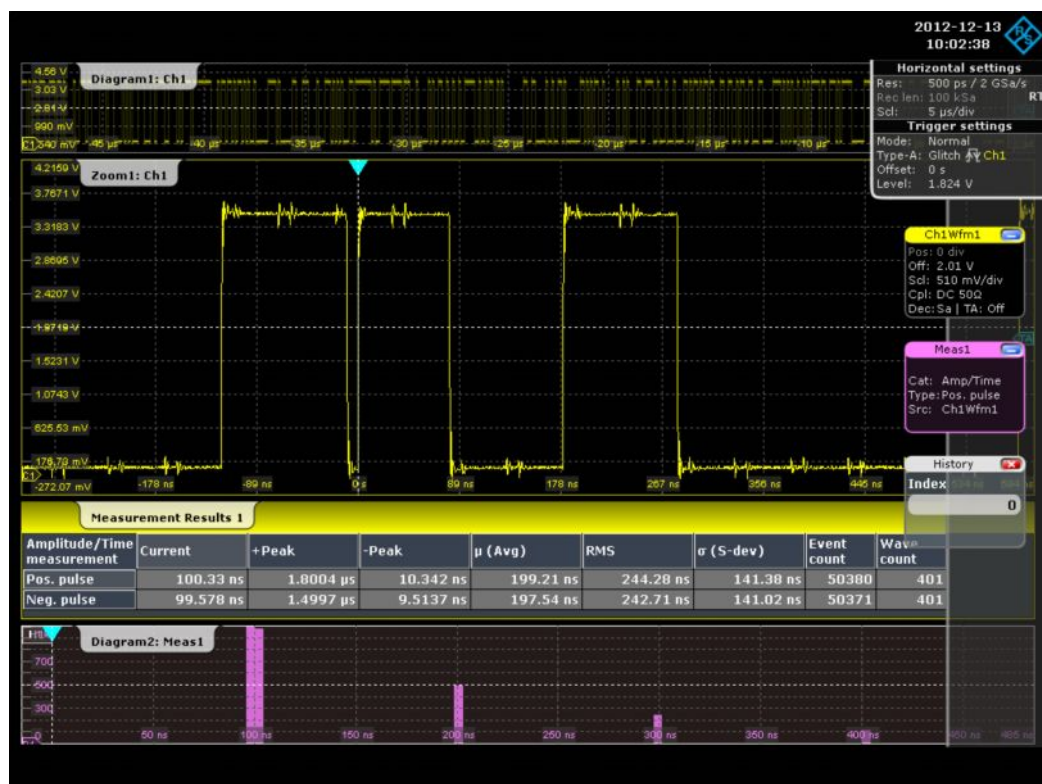 2012-12-13
10:02:38
R&S
Horizontal settings
Res: 500 ps / 2 GSa/s
Rec len: 100 kSa RT
Scl: 5 µs/div
Trigger settings
Mode: Normal
Type-A: Glitch Ch1
Offset: 0 s
Level: 1.824 V
4.56 V
Diagram1: Ch1
3.03 V
990 mV
C1 540 mV -45 µs -40 µs -35 µs -30 µs -25 µs -20 µs -15 µs -10 µs
4.2159 V
Zoom1: Ch1
3.7671 V
3.3183 V
2.8695 V
2.4207 V
1.9719 V
1.5231 V
1.0743 V
625.53 mV
176.79 mV
C1
-272.07 mV -178 ns -89 ns 0 s 89 ns 178 ns 267 ns 356 ns 445 ns
Ch1Wfm1
Pos: 0 div
Off: 2.01 V
Scl: 510 mV/div
Cpl: DC 50Ω
Dec: Sa | TA: Off
TA
Meas1
Cat: Amp/Time
Type: Pos. pulse
Src: Ch1Wfm1
History
Index
0
Measurement Results 1
Amplitude/Time measurement Current +Peak -Peak µ (Avg) RMS σ (S-dev) Event count Wave count
Pos. pulse 100.33 ns 1.8004 µs 10.342 ns 199.21 ns 244.28 ns 141.38 ns 50380 401
Neg. pulse 99.578 ns 1.4997 µs 9.5137 ns 197.54 ns 242.71 ns 141.02 ns 50371 401
Diagram2: Meas1
700
500
300
0
50 ns 100 ns 150 ns 200 ns 250 ns 300 ns 350 ns 400 ns 450 ns 485 ns